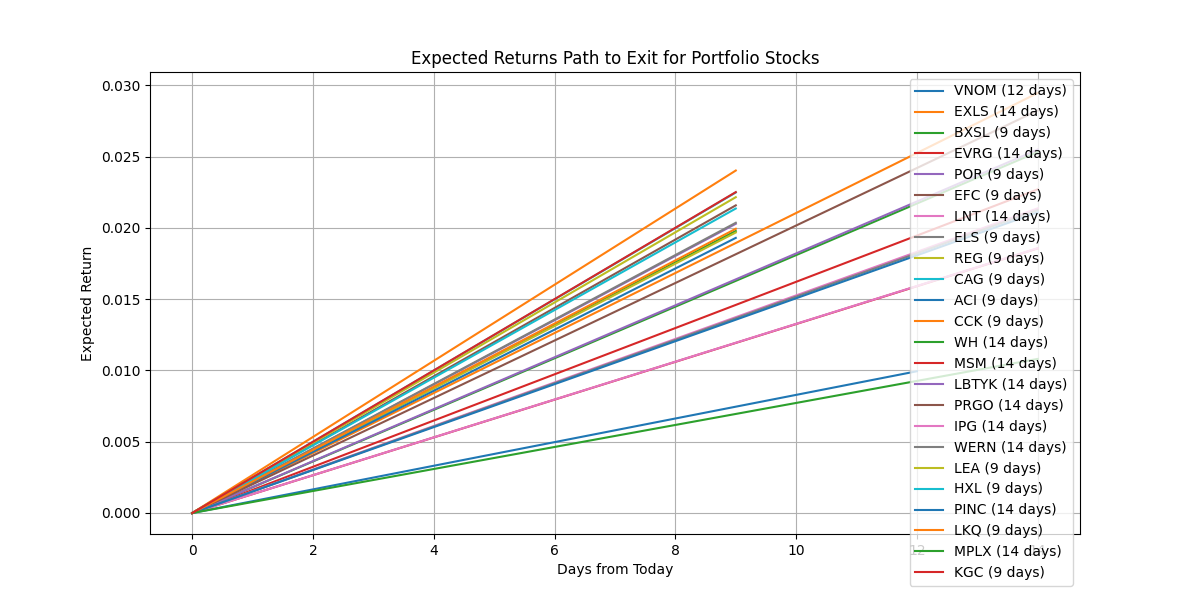 Expected Returns Path to Exit for Portfolio Stocks
Expected Return
0.030
0.025
0.020
0.015
0.010
0.005
0.000
0 2 4 6 8 10 12 14
Days from Today
VNOM (12 days)
EXLS (14 days)
BXSL (9 days)
EVRG (14 days)
POR (9 days)
EFC (9 days)
LNT (14 days)
ELS (9 days)
REG (9 days)
CAG (9 days)
ACI (9 days)
CCK (9 days)
WH (14 days)
MSM (14 days)
LBTYK (14 days)
PRGO (14 days)
IPG (14 days)
WERN (14 days)
LEA (9 days)
HXL (9 days)
PINC (14 days)
LKQ (9 days)
MPLX (14 days)
KGC (9 days)